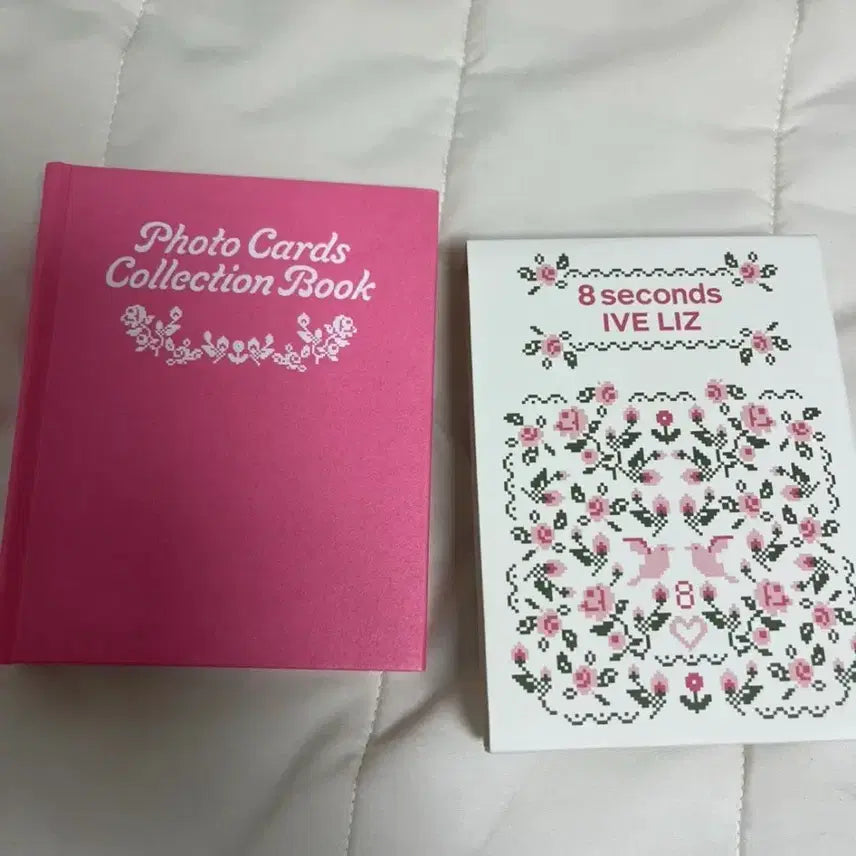 Photo Cards
Collection Book
8 seconds
IVE LIZ
8